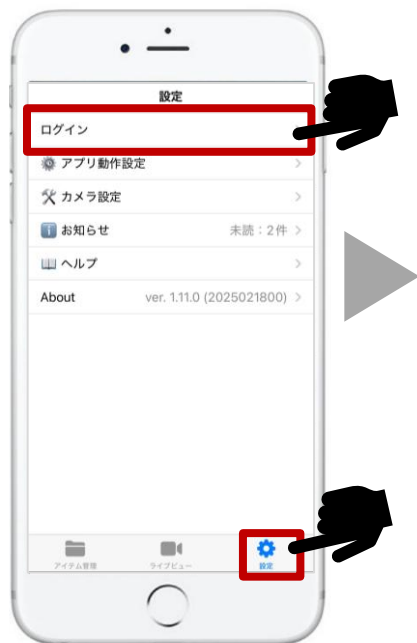 設定
ログイン
アプリ動作設定
カメラ設定
お知らせ 未読：2件
ヘルプ
About ver. 1.11.0 (2025021800)
アイテム管理 ライブビュー 設定